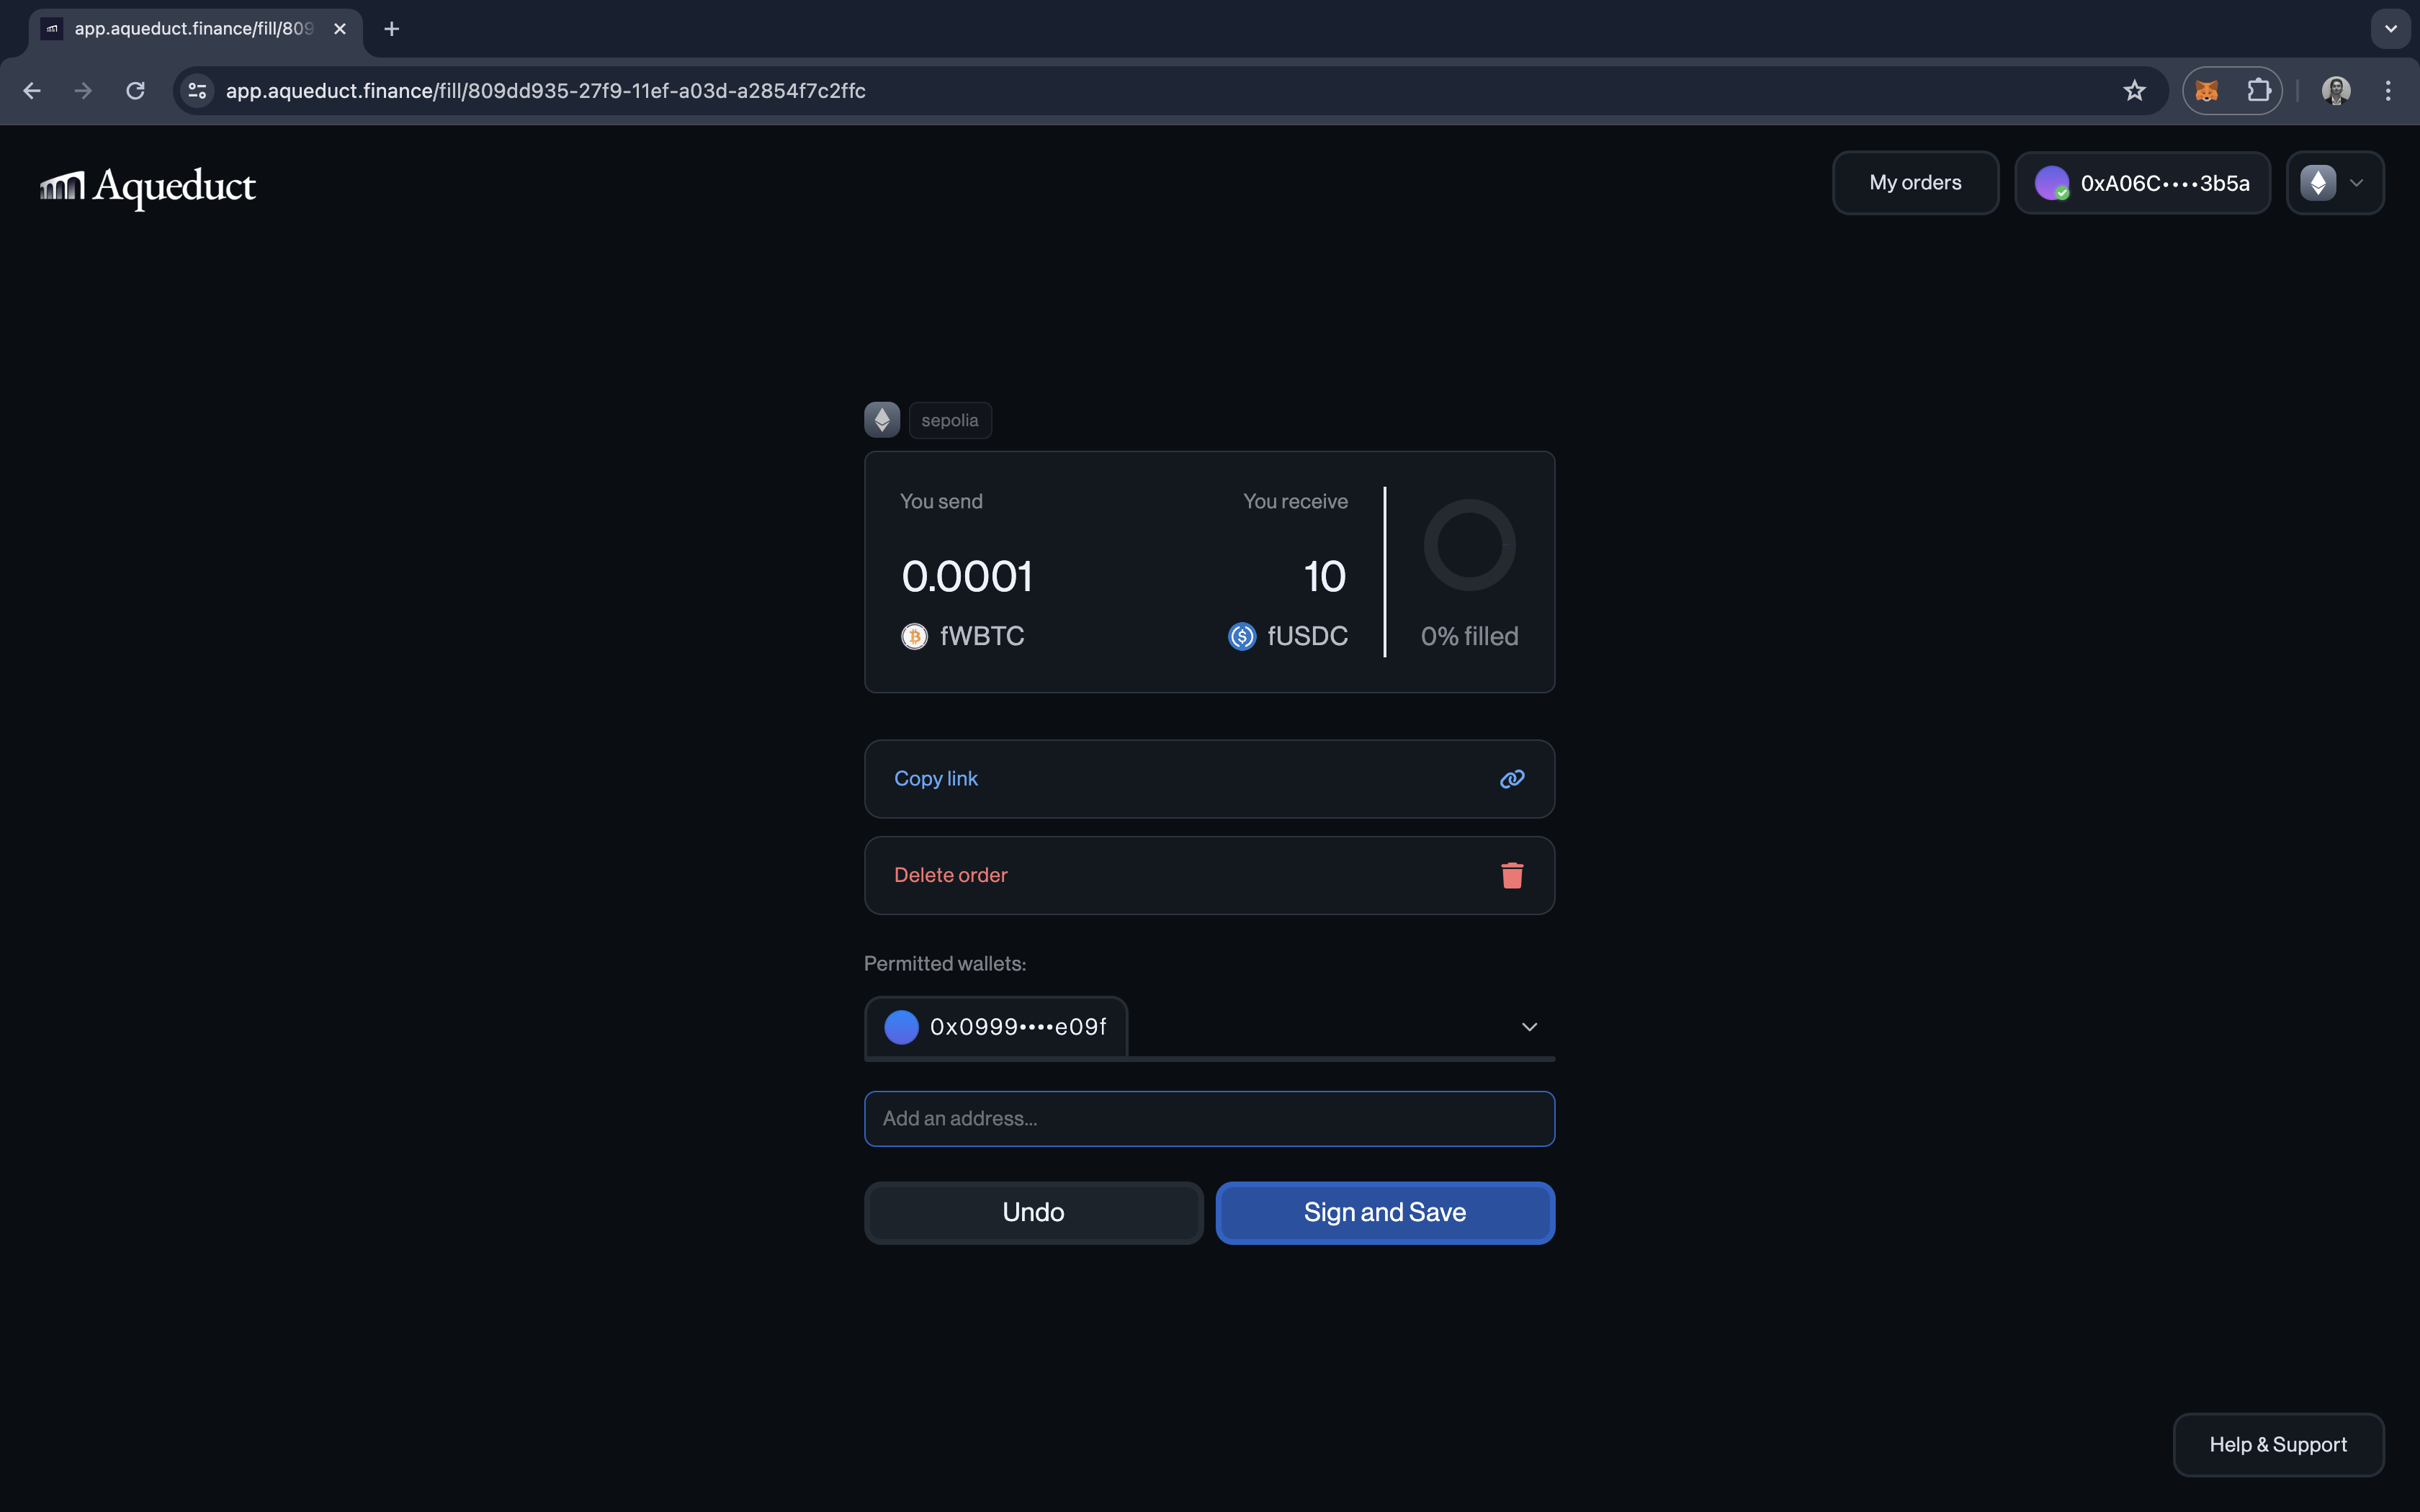 app.aqueduct.finance/fill/809
app.aqueduct.finance/fill/809dd935-27f9-11ef-a03d-a2854f7c2ffc
Aqueduct
My orders
0xA06C••••3b5a
sepolia
You send
You receive
0.0001
10
fWBTC
fUSDC
0% filled
Copy link
Delete order
Permitted wallets:
0x0999••••e09f
Add an address...
Undo
Sign and Save
Help & Support